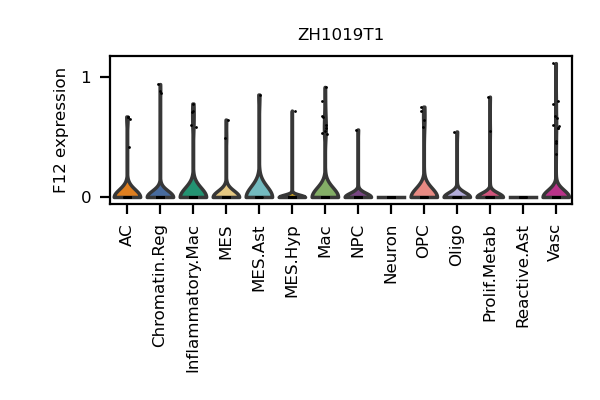 ZH1019T1
F12 expression
1
0
AC
Chromatin.Reg
Inflammatory.Mac
MES
MES.Ast
MES.Hyp
Mac
NPC
Neuron
OPC
Oligo
Prolif.Metab
Reactive.Ast
Vasc